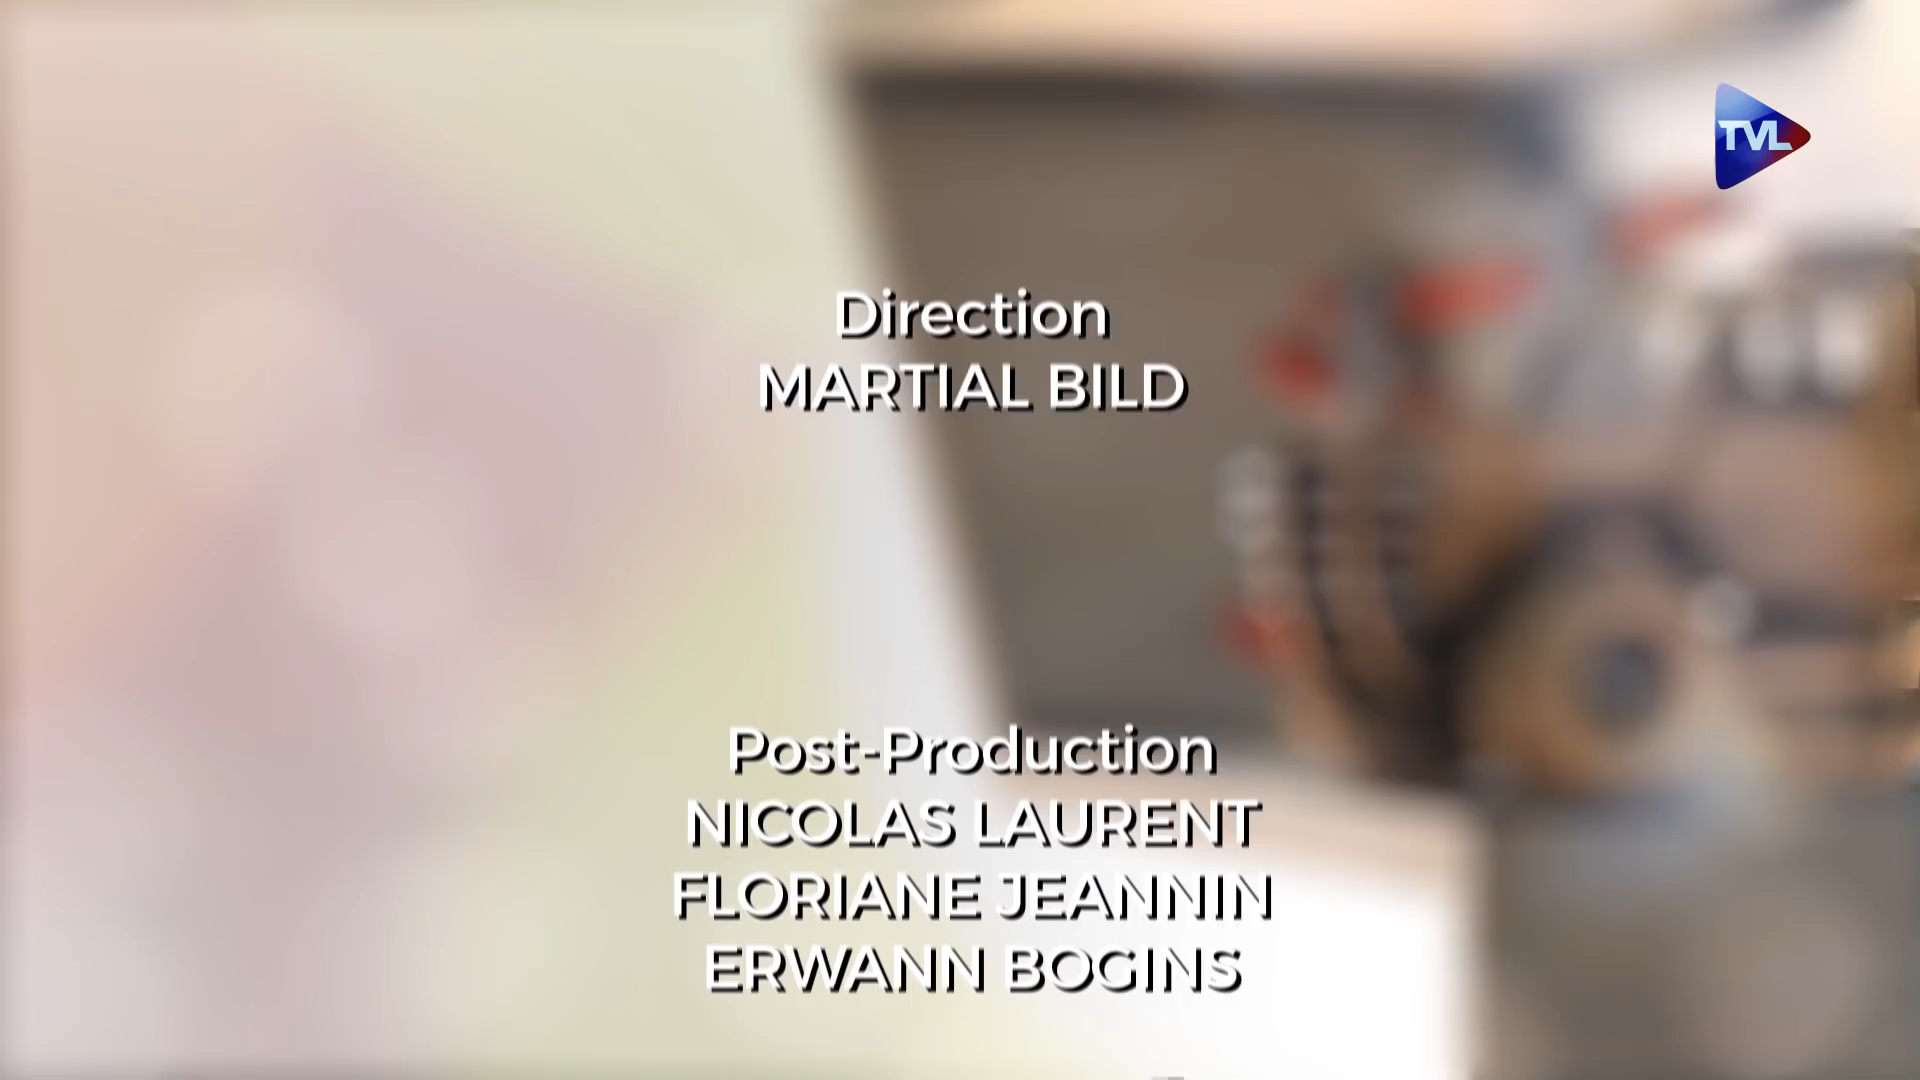 TVL
Direction
MARTIAL BILD
Post-Production
NICOLAS LAURENT
FLORIANE JEANNIN
ERWANN BOGINS